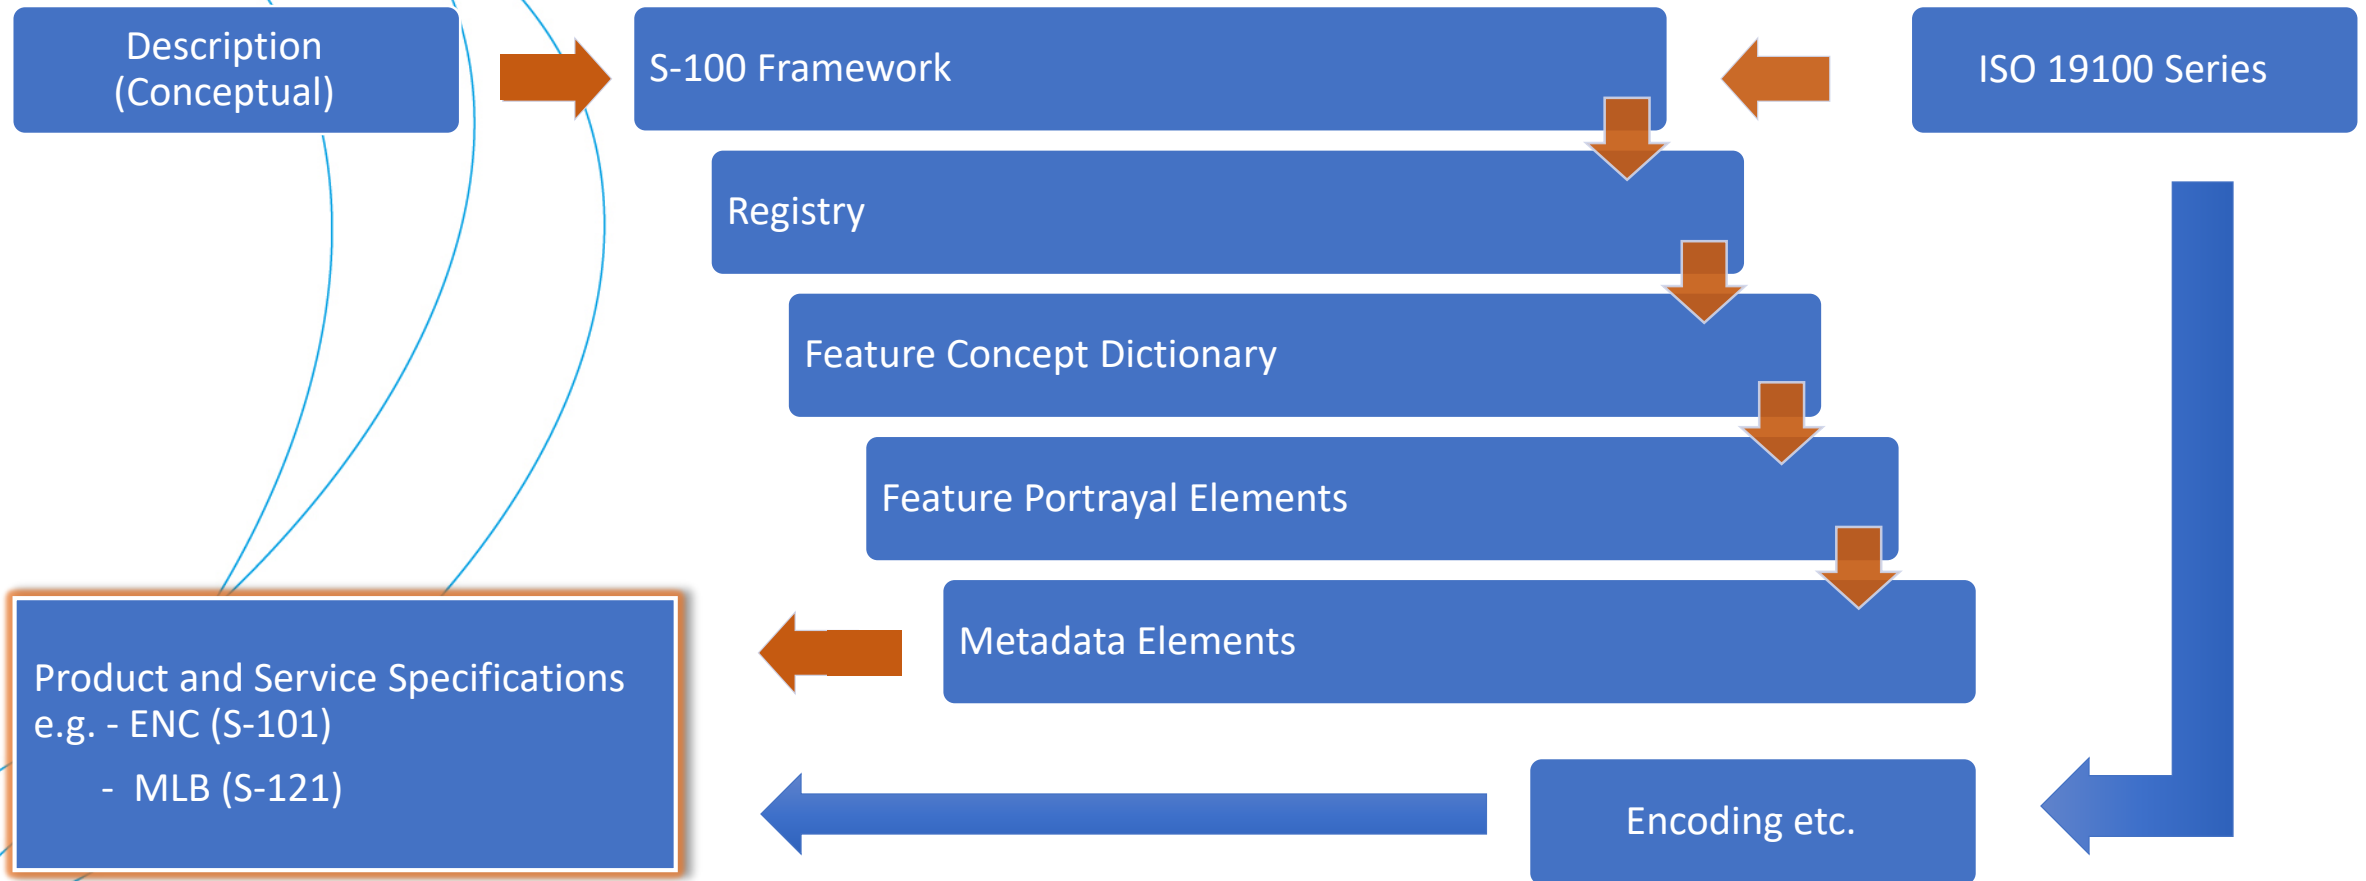 Description
(Conceptual)
S-100 Framework
ISO 19100 Series
Registry
Feature Concept Dictionary
Feature Portrayal Elements
Metadata Elements
Product and Service Specifications
e.g. - ENC (S-101)
- MLB (S-121)
Encoding etc.